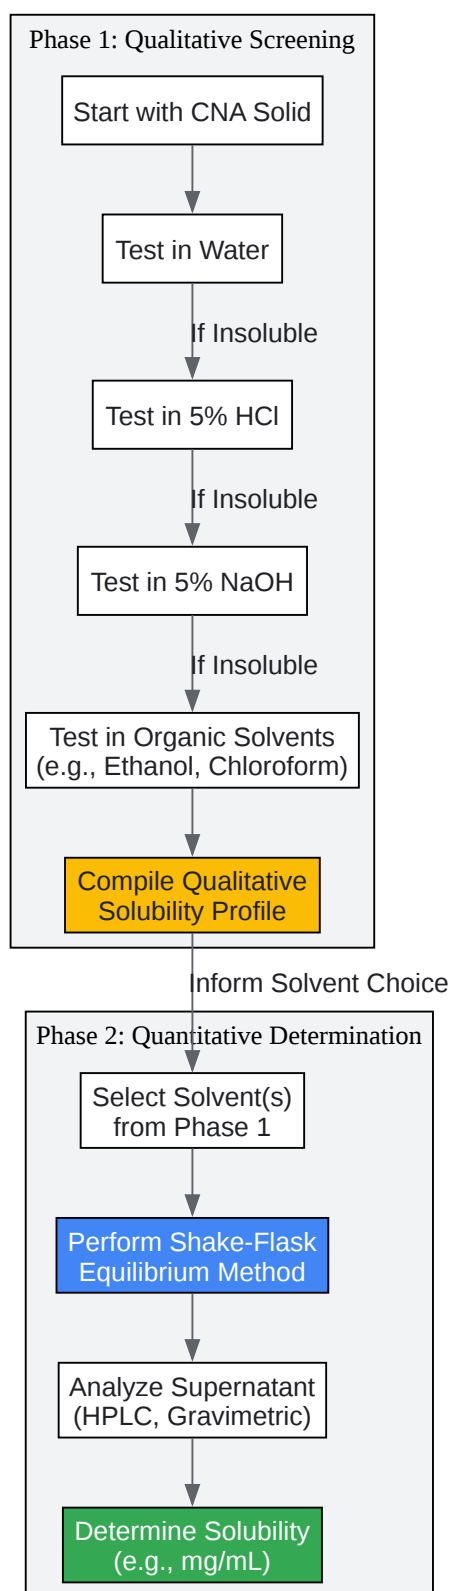 Phase 1: Qualitative Screening
Start with CNA Solid
Test in Water
If Insoluble
Test in 5% HCl
If Insoluble
Test in 5% NaOH
If Insoluble
Test in Organic Solvents
(e.g., Ethanol, Chloroform)
Compile Qualitative
Solubility Profile
Inform Solvent Choice
Phase 2: Quantitative Determination
Select Solvent(s)
from Phase 1
Perform Shake-Flask
Equilibrium Method
Analyze Supernatant
(HPLC, Gravimetric)
Determine Solubility
(e.g., mg/mL)